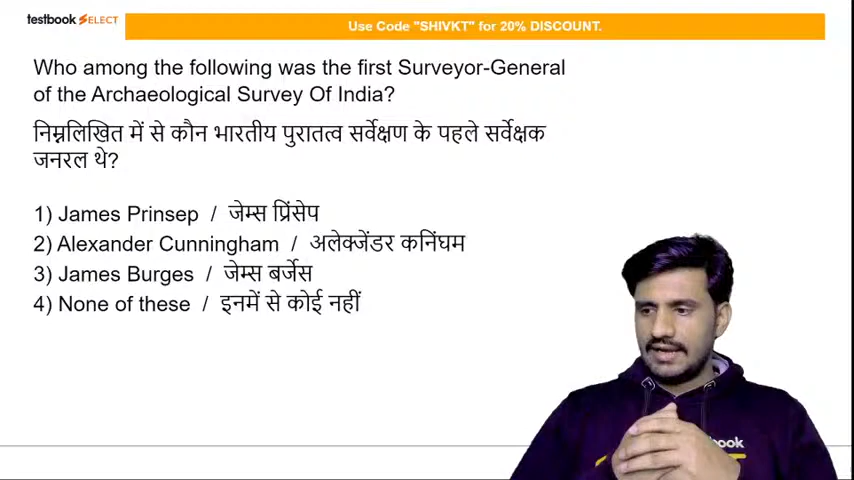 testbook SELECT
Use Code "SHIVKT" for 20% DISCOUNT.
Who among the following was the first Surveyor-General
of the Archaeological Survey Of India?
निम्नलिखित में से कौन भारतीय पुरातत्व सर्वेक्षण के पहले सर्वेक्षक
जनरल थे?
1) James Prinsep / जेम्स प्रिंसेप
2) Alexander Cunningham / अलेक्जेंडर कनिंघम
3) James Burges / जेम्स बर्जेस
4) None of these / इनमें से कोई नहीं
book